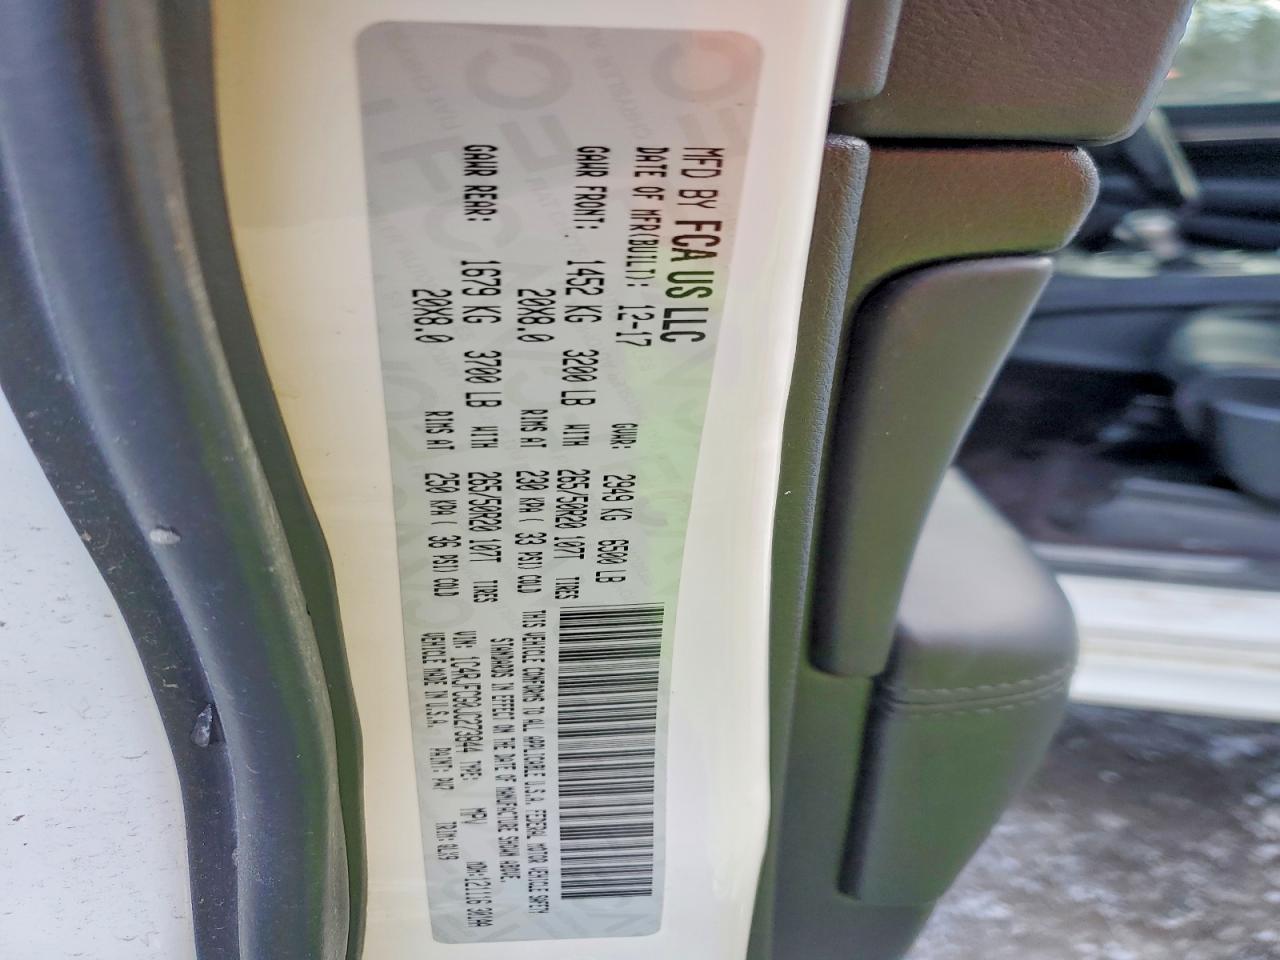 MFD BY FCA US LLC
DATE OF MFR(BUILT): 12-17 GVWR: 2949 KG 6500 LB
GAWR FRONT: 1452 KG 3200 LB WITH 265/50R20 107T TIRES
20X8.0 RIMS AT 230 KPA ( 33 PSI) COLD
GAWR REAR: 1679 KG 3700 LB WITH 265/50R20 107T TIRES
20X8.0 RIMS AT 250 KPA ( 36 PSI) COLD
THIS VEHICLE CONFORMS TO ALL APPLICABLE U.S.A. FEDERAL MOTOR VEHICLE SAFETY
STANDARDS IN EFFECT ON THE DATE OF MANUFACTURE SHOWN ABOVE.
VIN: TYPE: MPV
VEHICLE MADE IN U.S.A. PAINT: PW7